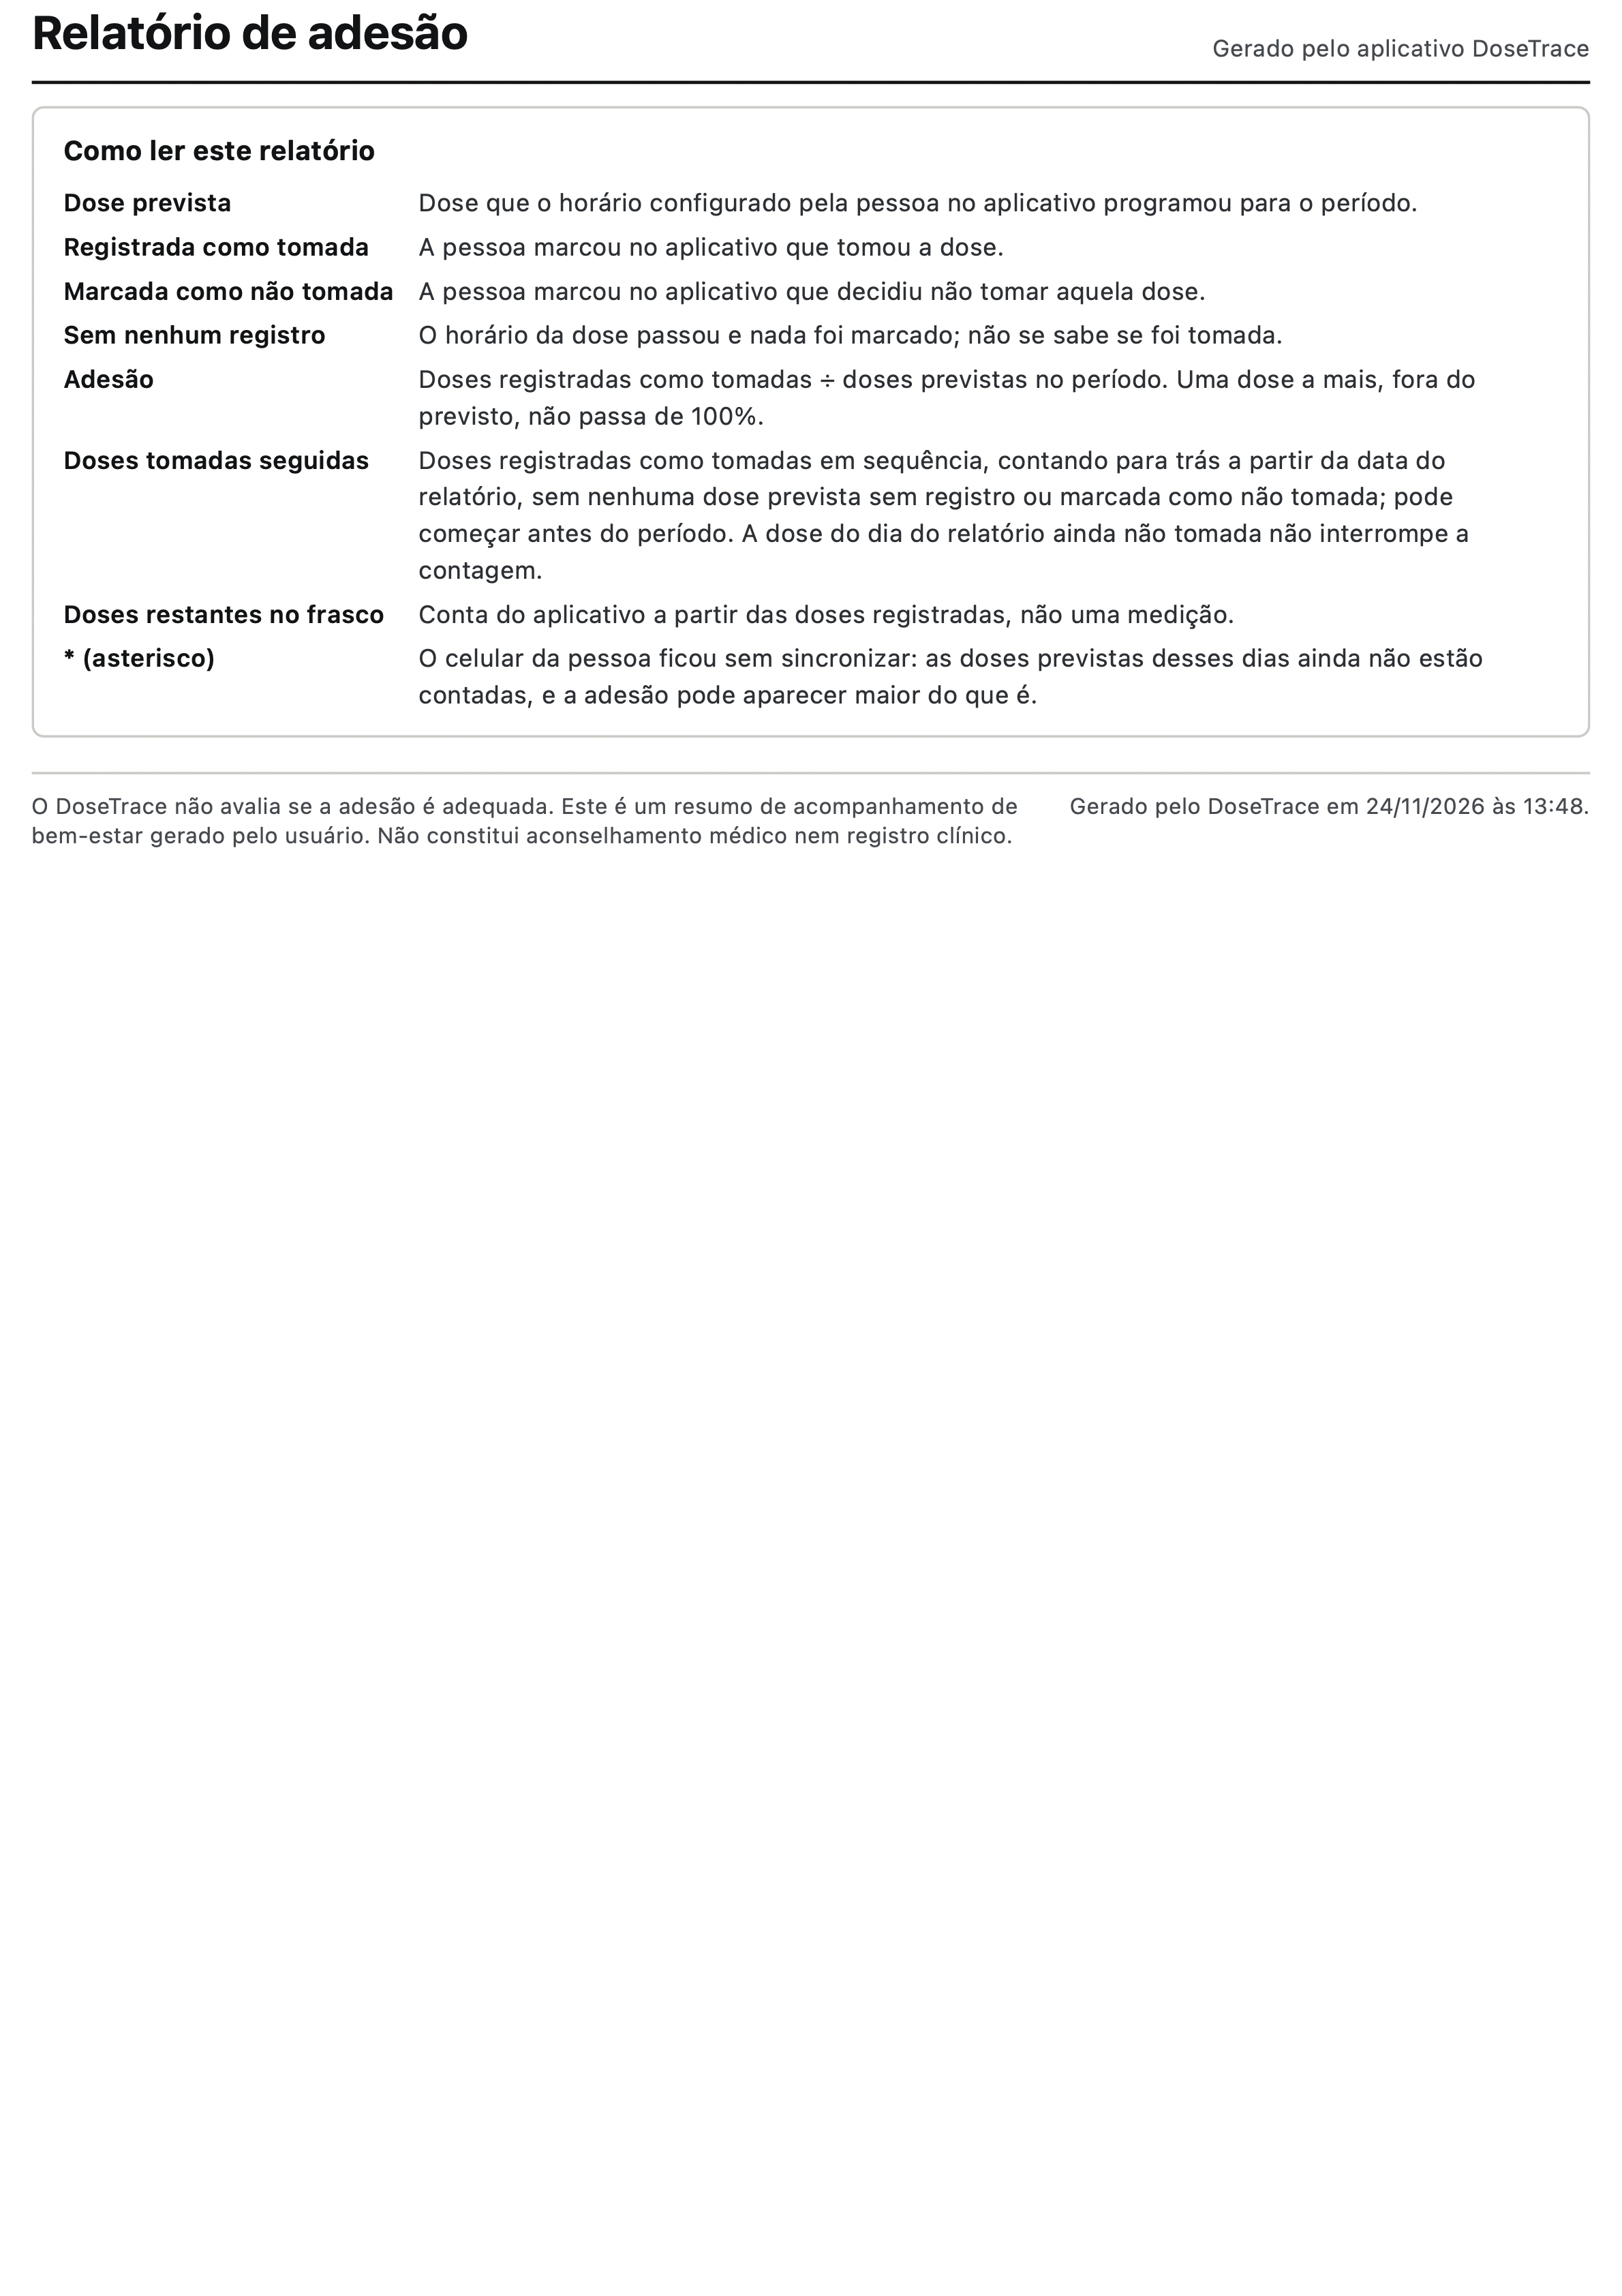 Relatório de adesão
Gerado pelo aplicativo DoseTrace
Como ler este relatório
Dose prevista
Dose que o horário configurado pela pessoa no aplicativo programou para o período.
Registrada como tomada
A pessoa marcou no aplicativo que tomou a dose.
Marcada como não tomada
A pessoa marcou no aplicativo que decidiu não tomar aquela dose.
Sem nenhum registro
O horário da dose passou e nada foi marcado; não se sabe se foi tomada.
Adesão
Doses registradas como tomadas ÷ doses previstas no período. Uma dose a mais, fora do
previsto, não passa de 100%.
Doses tomadas seguidas
Doses registradas como tomadas em sequência, contando para trás a partir da data do
relatório, sem nenhuma dose prevista sem registro ou marcada como não tomada; pode
começar antes do período. A dose do dia do relatório ainda não tomada não interrompe a
contagem.
Doses restantes no frasco
Conta do aplicativo a partir das doses registradas, não uma medição.
* (asterisco)
O celular da pessoa ficou sem sincronizar: as doses previstas desses dias ainda não estão
contadas, e a adesão pode aparecer maior do que é.
O DoseTrace não avalia se a adesão é adequada. Este é um resumo de acompanhamento de
bem-estar gerado pelo usuário. Não constitui aconselhamento médico nem registro clínico.
Gerado pelo DoseTrace em 24/11/2026 às 13:48.